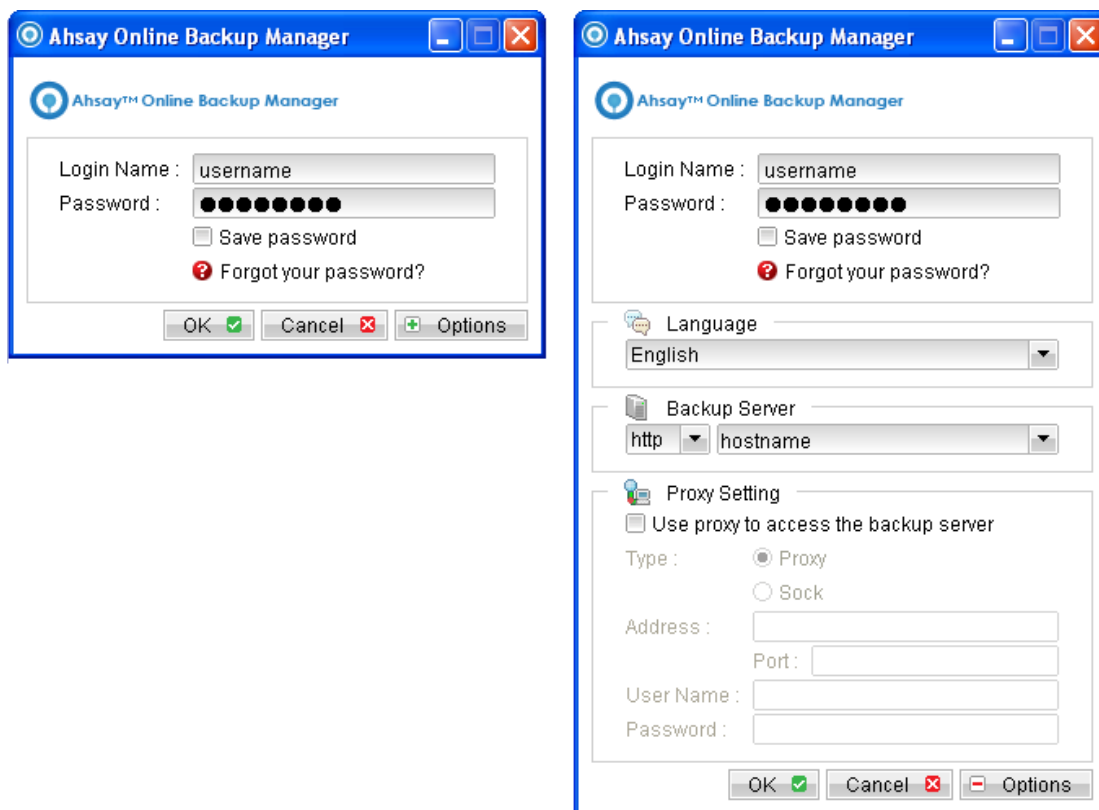 Ahsay Online Backup Manager
Ahsay™ Online Backup Manager
Login Name : username
Password : ●●●●●●●●
Save password
Forgot your password?
OK Cancel Options
Ahsay Online Backup Manager
Ahsay™ Online Backup Manager
Login Name : username
Password : ●●●●●●●●
Save password
Forgot your password?
Language
English
Backup Server
http hostname
Proxy Setting
Use proxy to access the backup server
Type : Proxy
Sock
Address :
Port :
User Name :
Password :
OK Cancel Options